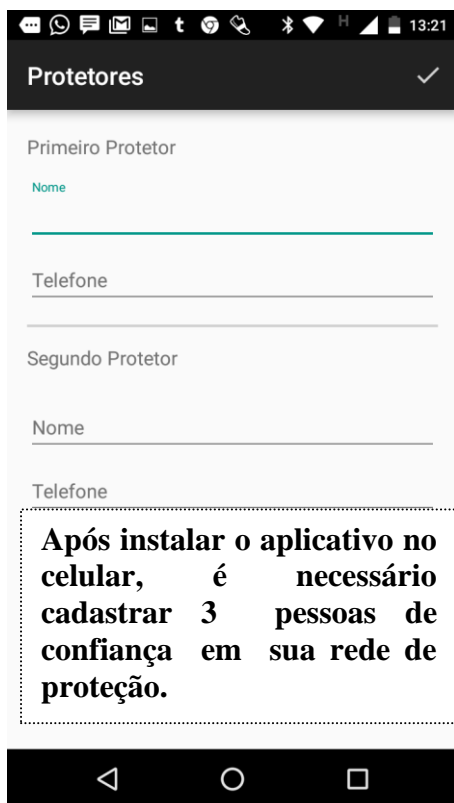 t H 13:21
Protetores
Primeiro Protetor
Nome
Telefone
Segundo Protetor
Nome
Telefone
Após instalar o aplicativo no
celular, é necessário
cadastrar 3 pessoas de
confiança em sua rede de
proteção.